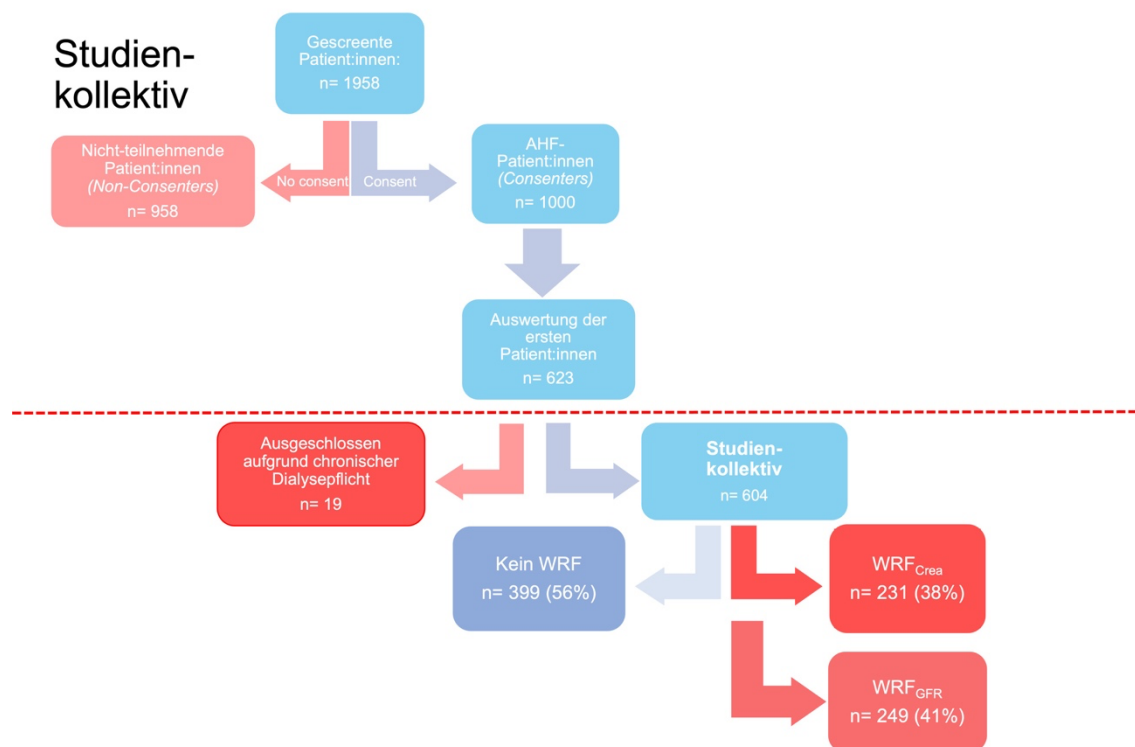 Studien-
kollektiv
Gescreente
Patient:innen:
n= 1958
Nicht-teilnehmende
Patient:innen
(Non-Consenters)
n= 958
No consent
Consent
AHF-
Patient:innen
(Consenters)
n= 1000
Auswertung der
ersten
Patient:innen
n= 623
Ausgeschlossen
aufgrund chronischer
Dialysepflicht
n= 19
Studien-
kollektiv
n= 604
Kein WRF
n= 399 (56%)
WRFCrea
n= 231 (38%)
WRFGFR
n= 249 (41%)